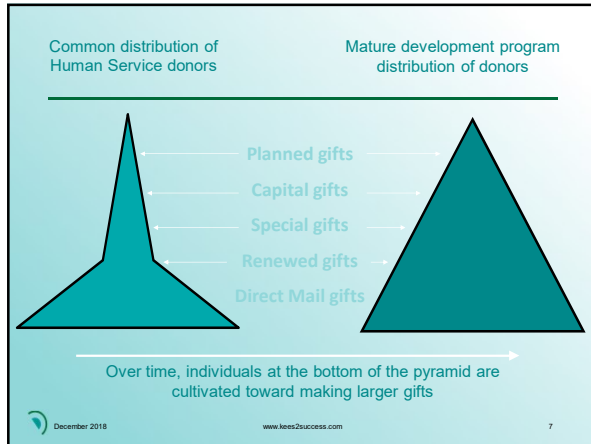 Common distribution of
Human Service donors
Mature development program
distribution of donors
Planned gifts
Capital gifts
Special gifts
Renewed gifts
Direct Mail gifts
Over time, individuals at the bottom of the pyramid are
cultivated toward making larger gifts
December 2018
www.kees2success.com
7